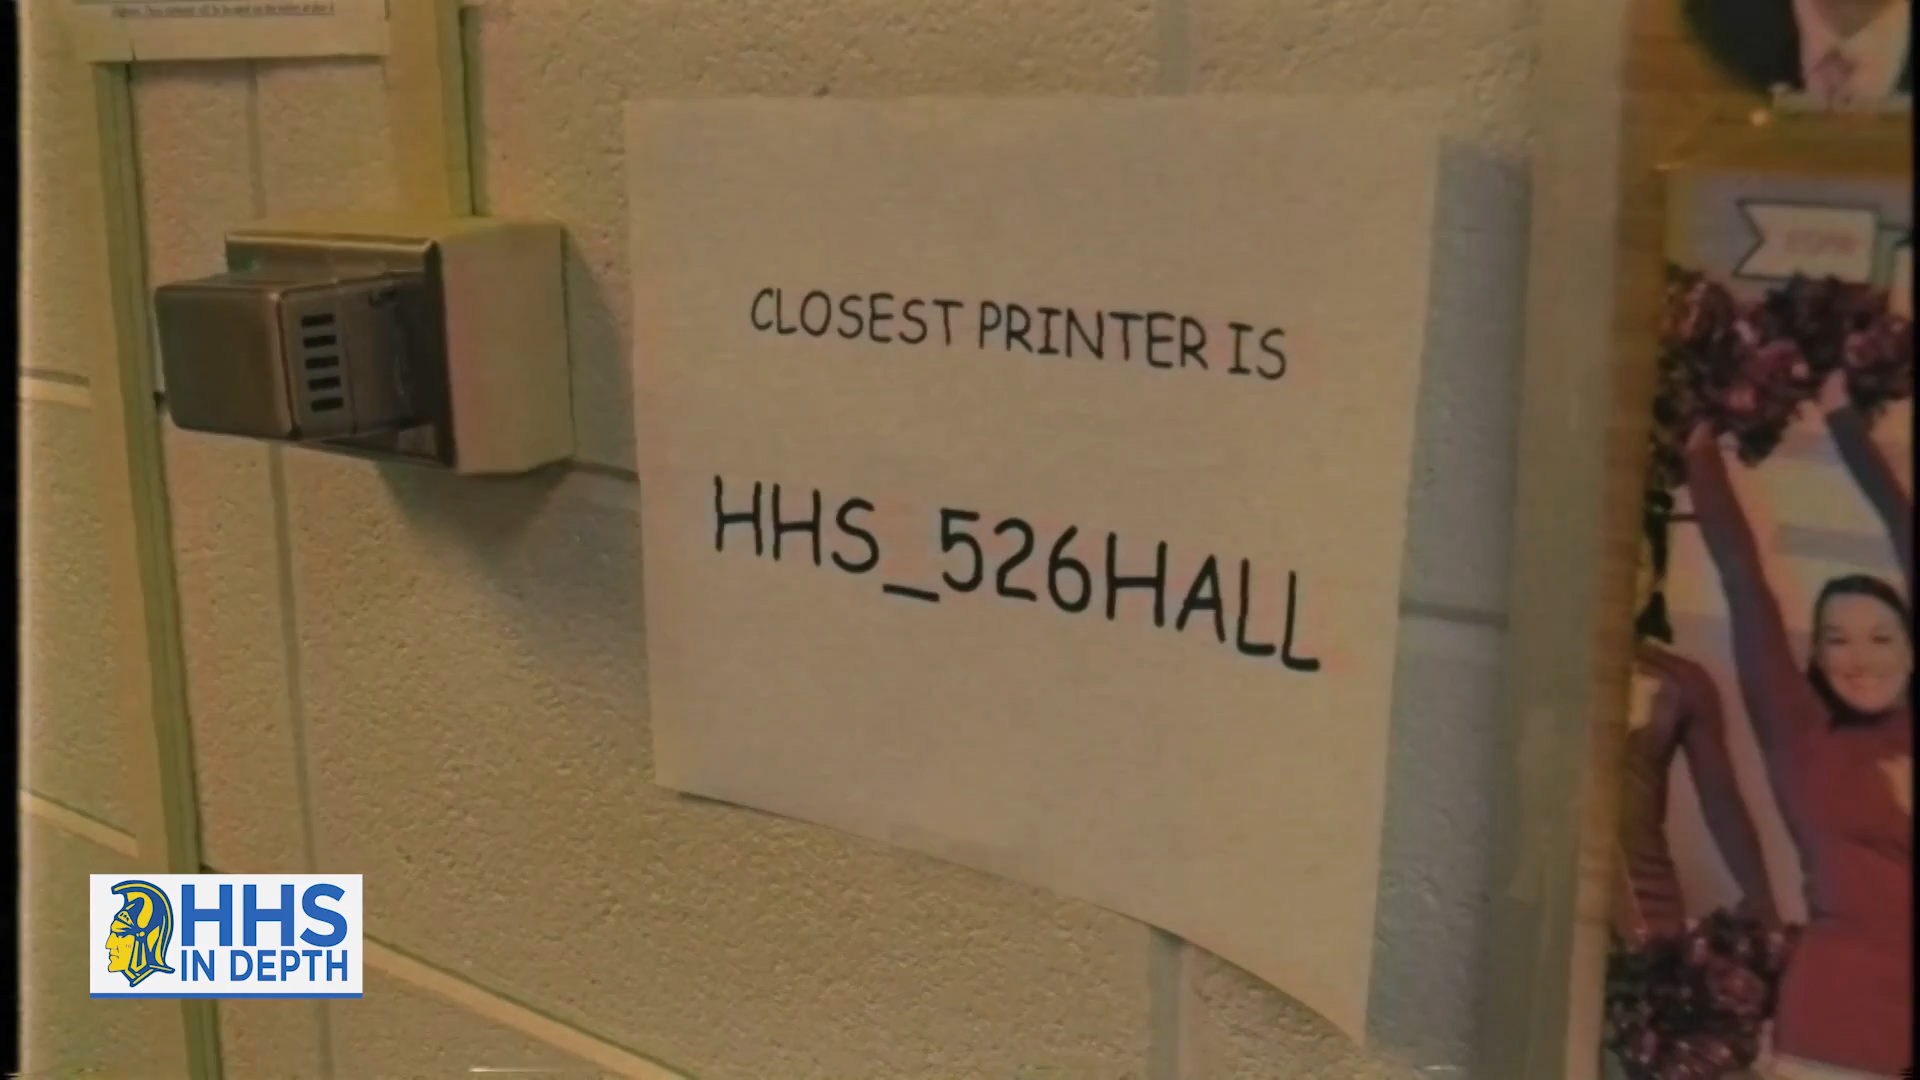 CLOSEST PRINTER IS
HHS_526HALL
HHS
IN DEPTH